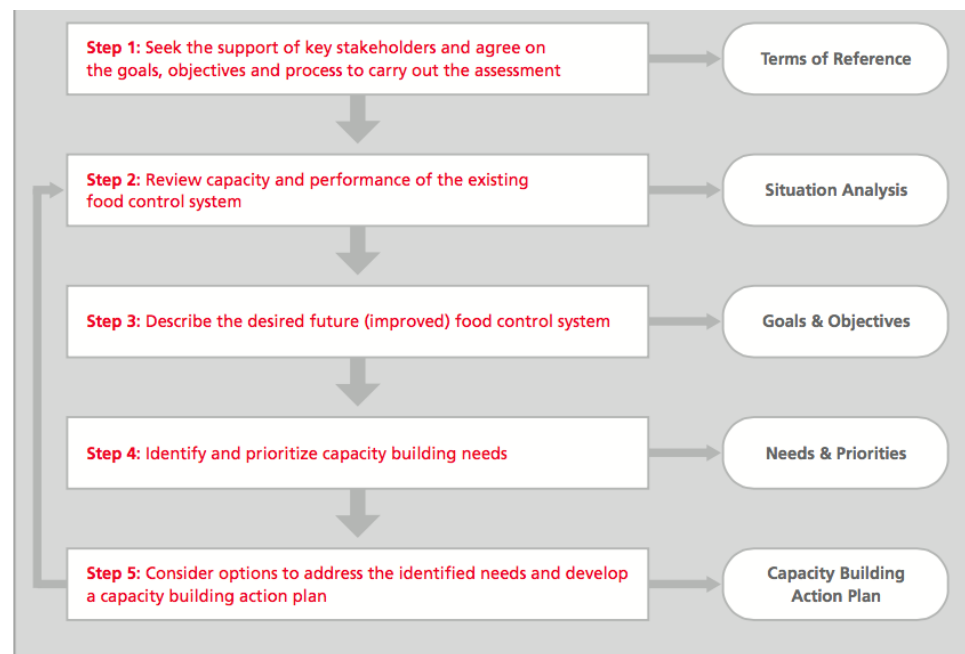 Step 1: Seek the support of key stakeholders and agree on
the goals, objectives and process to carry out the assessment
Terms of Reference
Step 2: Review capacity and performance of the existing
food control system
Situation Analysis
Step 3: Describe the desired future (improved) food control system
Goals & Objectives
Step 4: Identify and prioritize capacity building needs
Needs & Priorities
Step 5: Consider options to address the identified needs and develop
a capacity building action plan
Capacity Building
Action Plan